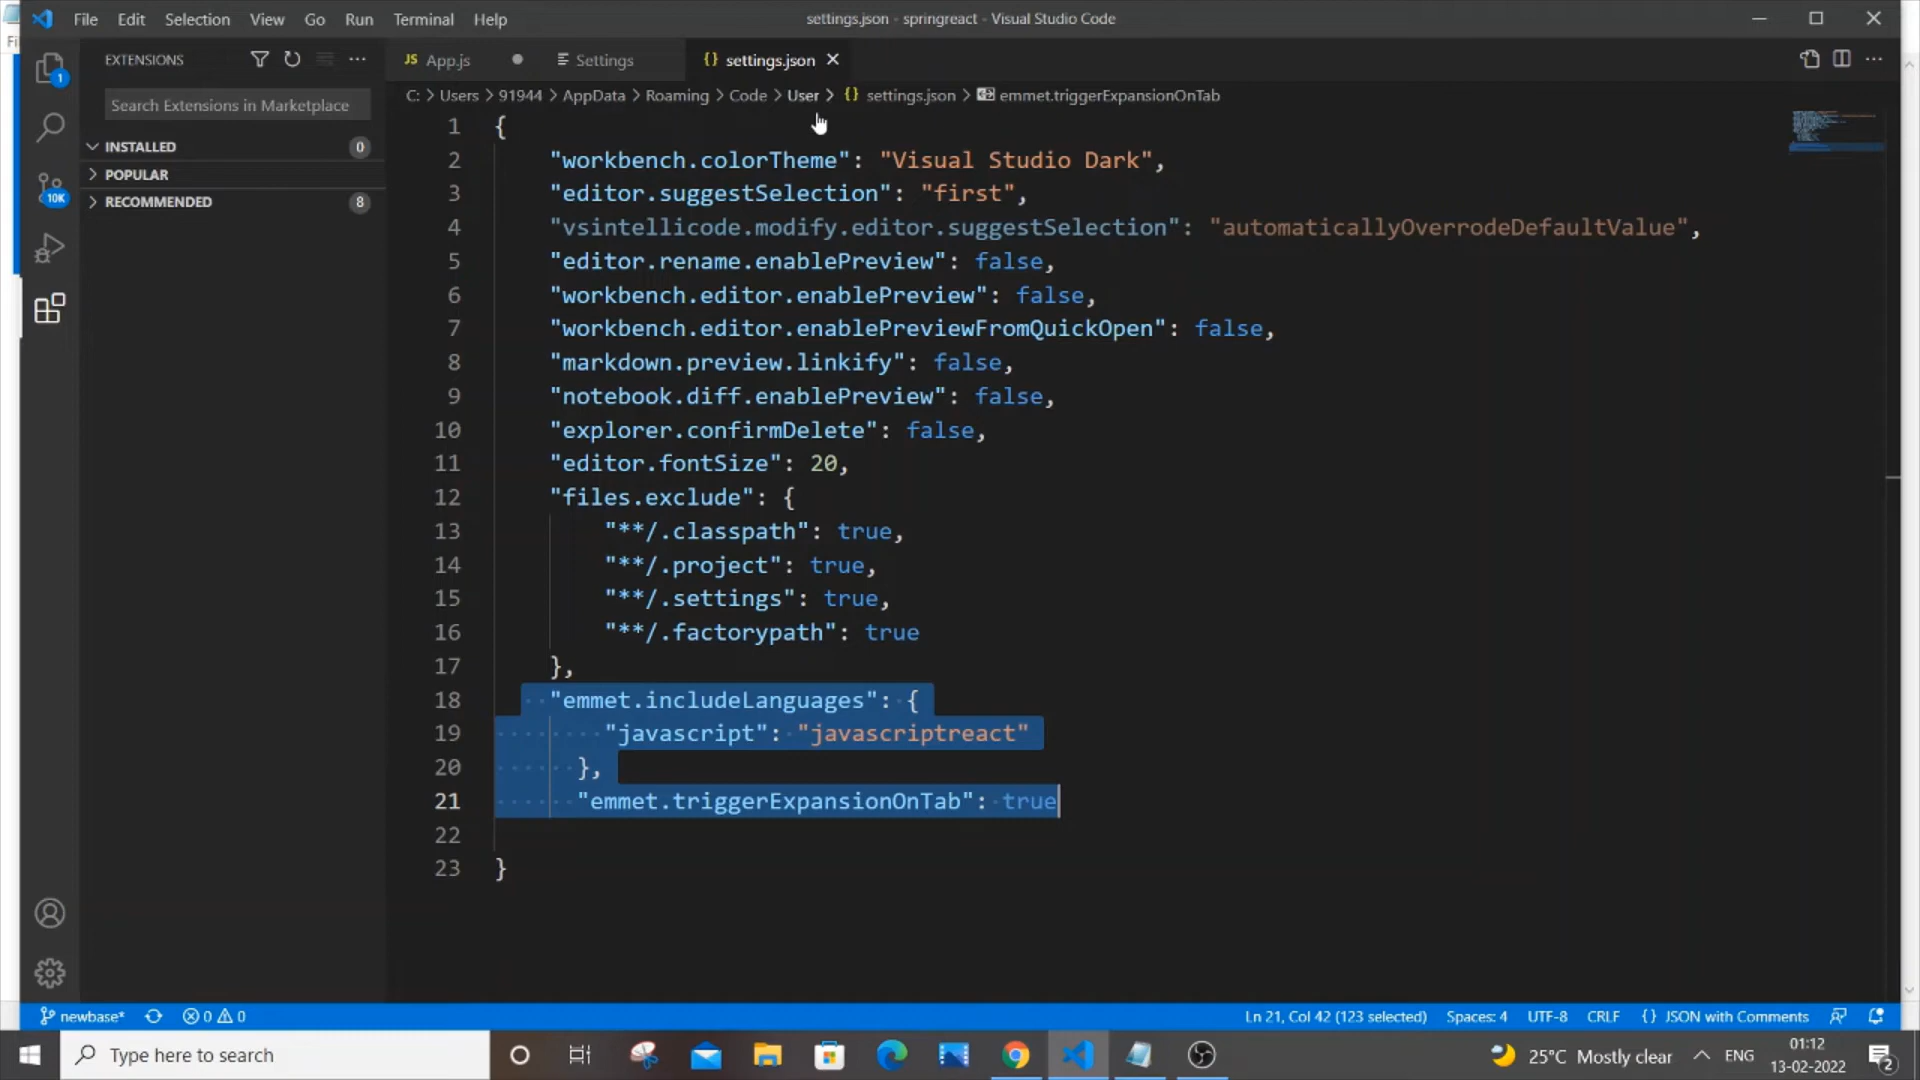 File Edit Selection View Go Run Terminal Help
settings.json - springreact - Visual Studio Code
EXTENSIONS
JS App.js
Settings
{} settings.json
Search Extensions in Marketplace
C: > Users > 91944 > AppData > Roaming > Code > User > {} settings.json > emmet.triggerExpansionOnTab
INSTALLED 0
POPULAR
RECOMMENDED 8
1
10K
1 {
2 "workbench.colorTheme": "Visual Studio Dark",
3 "editor.suggestSelection": "first",
4 "vsintellicode.modify.editor.suggestSelection": "automaticallyOverrodeDefaultValue",
5 "editor.rename.enablePreview": false,
6 "workbench.editor.enablePreview": false,
7 "workbench.editor.enablePreviewFromQuickOpen": false,
8 "markdown.preview.linkify": false,
9 "notebook.diff.enablePreview": false,
10 "explorer.confirmDelete": false,
11 "editor.fontSize": 20,
12 "files.exclude": {
13 "**/.classpath": true,
14 "**/.project": true,
15 "**/.settings": true,
16 "**/.factorypath": true
17 },
18 "emmet.includeLanguages": {
19 "javascript": "javascriptreact"
20 },
21 "emmet.triggerExpansionOnTab": true
22
23 }
newbase* 0 0
Ln 21, Col 42 (123 selected) Spaces: 4 UTF-8 CRLF {} JSON with Comments
Type here to search
25°C Mostly clear ENG
01:12
13-02-2022
2